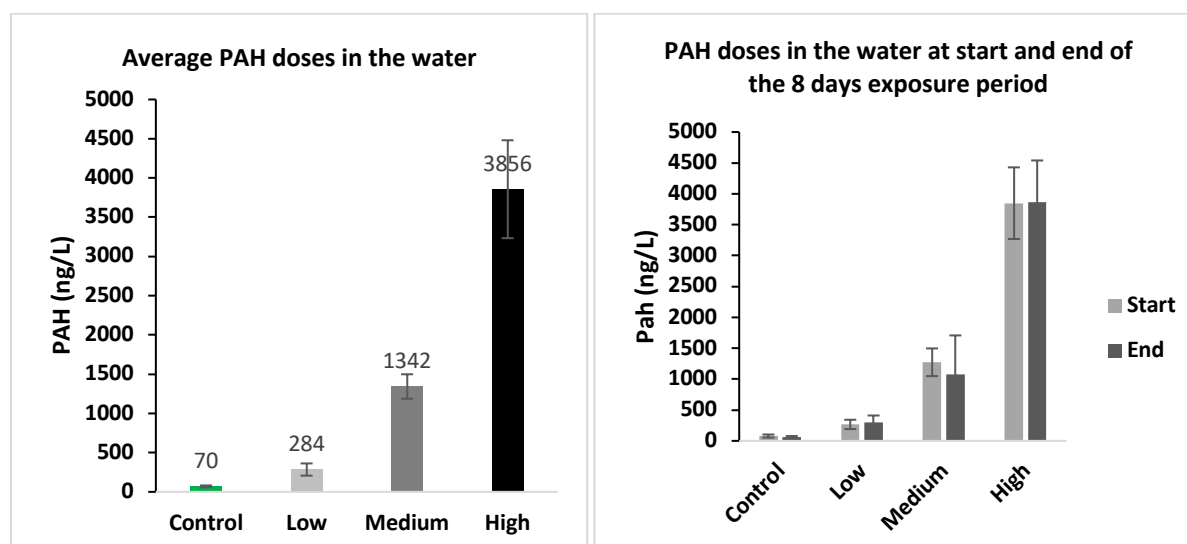 Average PAH doses in the water
PAH (ng/L)
5000
4500
4000
3500
3000
2500
2000
1500
1000
500
0
70
284
1342
3856
Control
Low
Medium
High
PAH doses in the water at start and end of
the 8 days exposure period
Pah (ng/L)
5000
4500
4000
3500
3000
2500
2000
1500
1000
500
0
Control
Low
Medium
High
Start
End